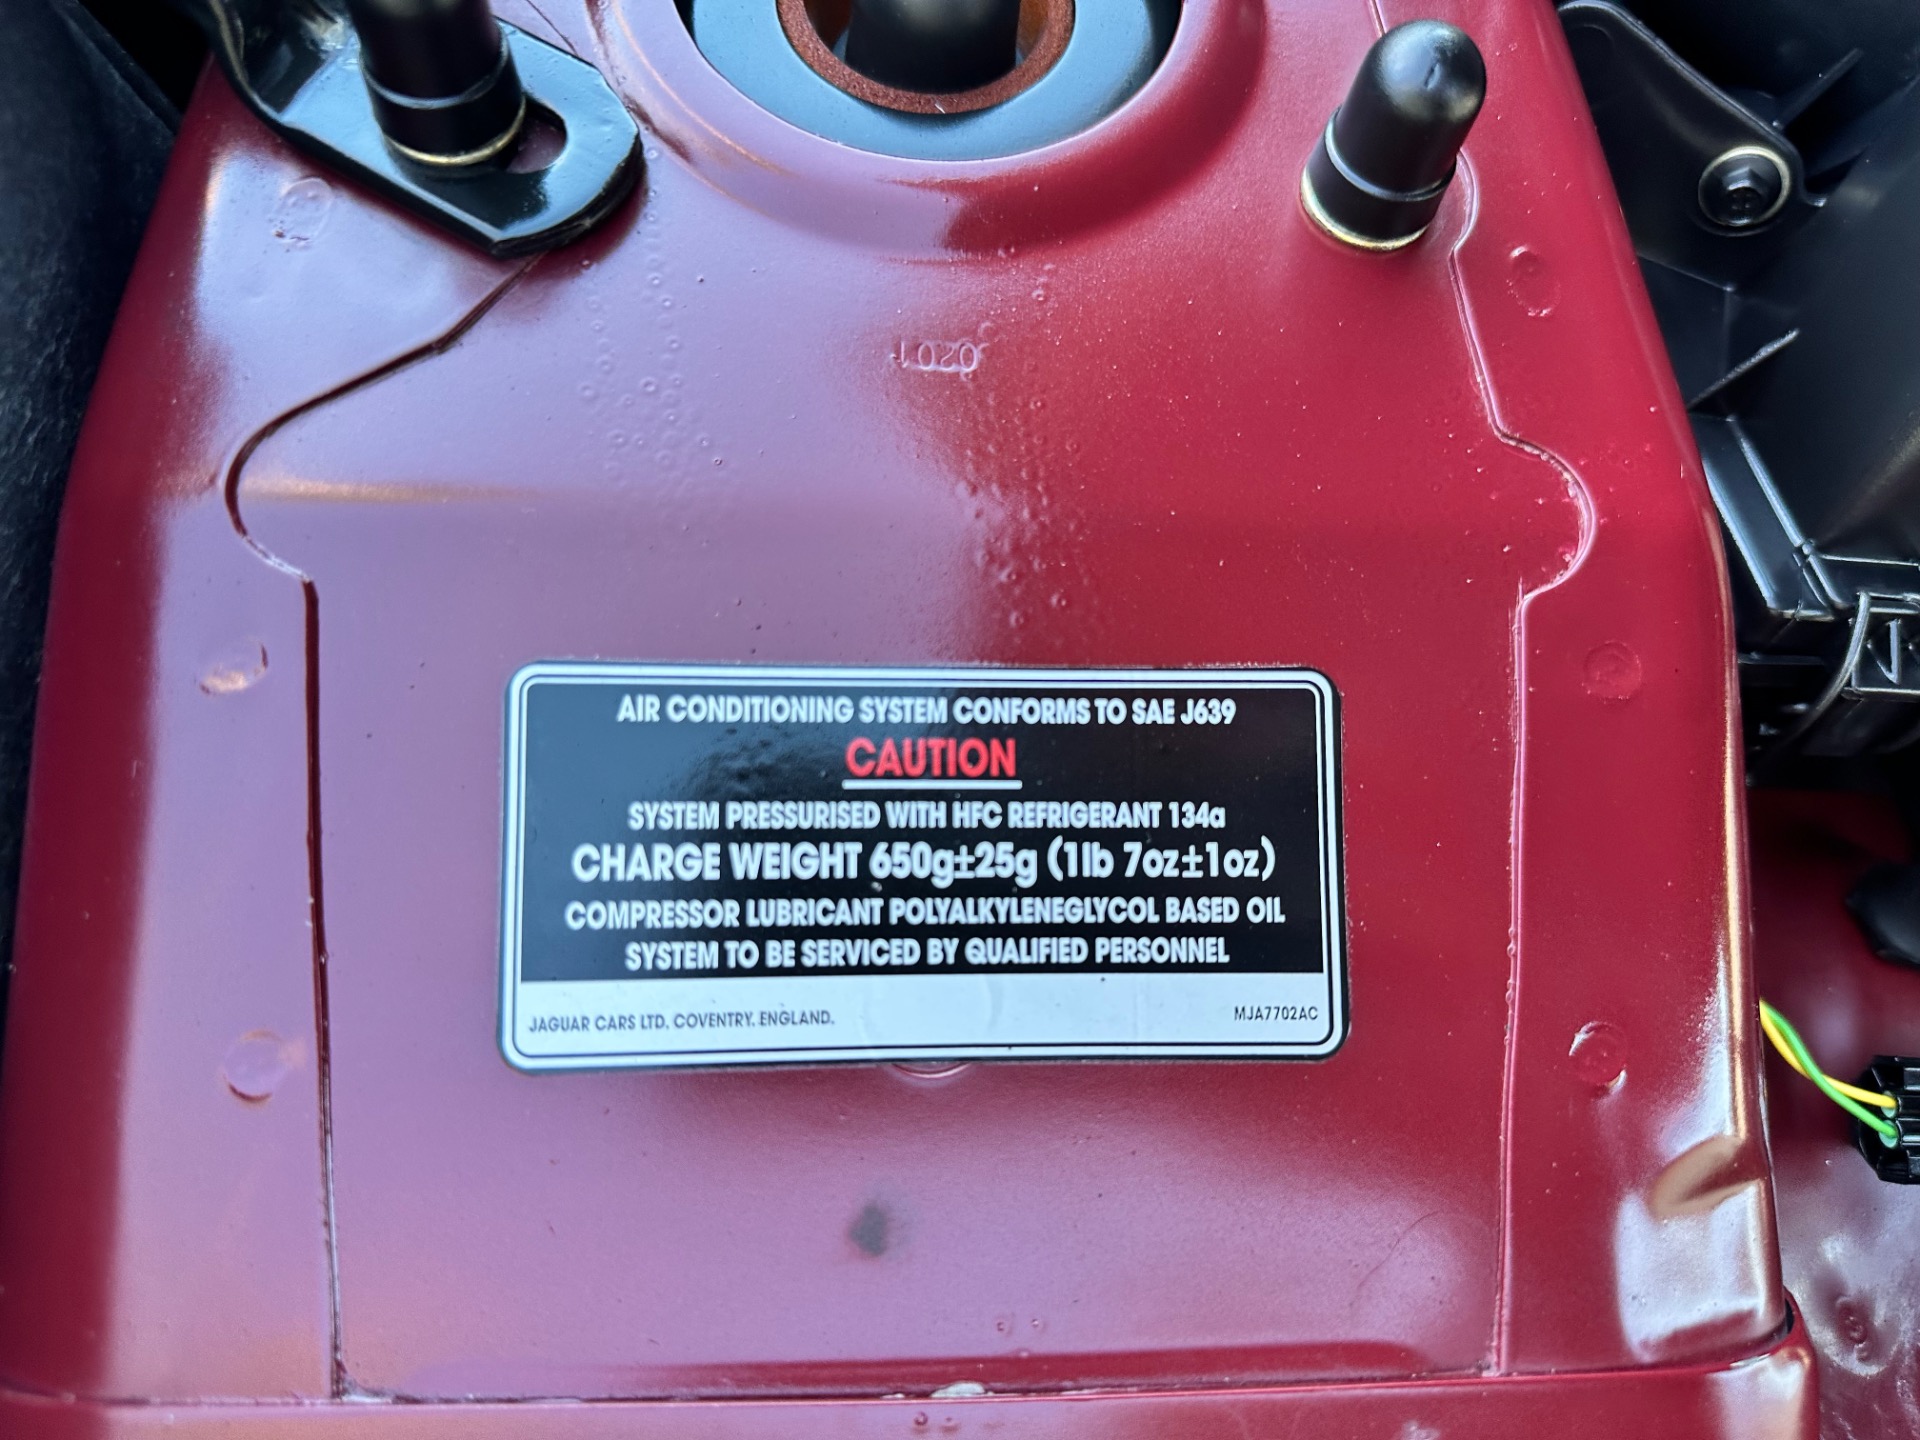 0201
AIR CONDITIONING SYSTEM CONFORMS TO SAE J639
CAUTION
SYSTEM PRESSURISED WITH HFC REFRIGERANT 134a
CHARGE WEIGHT 650g±25g (1lb 7oz±1oz)
COMPRESSOR LUBRICANT POLYALKYLENEGLYCOL BASED OIL
SYSTEM TO BE SERVICED BY QUALIFIED PERSONNEL
JAGUAR CARS LTD. COVENTRY. ENGLAND.
MJA7702AC